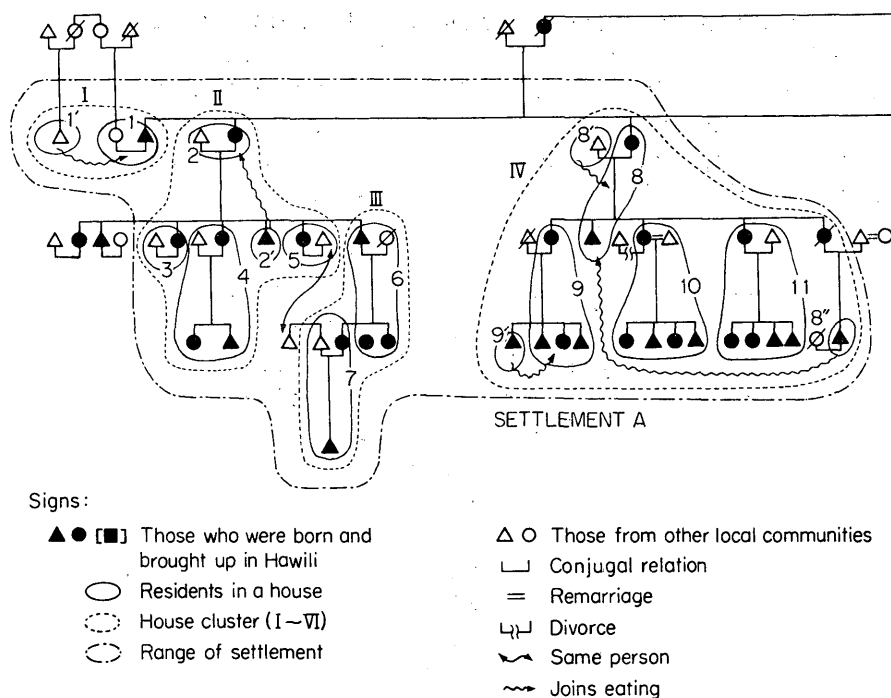 I
II
1'
1
2
8'
8
IV
III
3
4
2'
5
6
9
10
11
9'
8"
7
SETTLEMENT A
Signs:
▲ ● [■] Those who were born and
brought up in Hawili
Residents in a house
House cluster (I~VI)
Range of settlement
△ ○ Those from other local communities
Conjugal relation
= Remarriage
Divorce
Same person
Joins eating